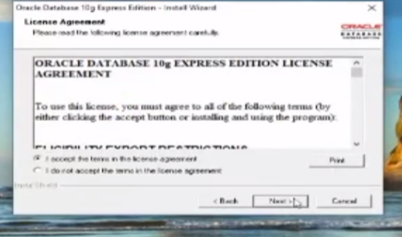 Oracle Database 10g Express Edition - Install Wizard
License Agreement
Please read the following license agreement carefully.
ORACLE
DATABASE
ORACLE DATABASE 10g EXPRESS EDITION LICENSE
AGREEMENT
To use this license, you must agree to all of the following terms (by
either clicking the accept button or installing and using the program):
ELIGIBILITY EXPORT RESTRICTIONS
I accept the terms in the license agreement
Print
I do not accept the terms in the license agreement
InstallShield
< Back
Next >
Cancel